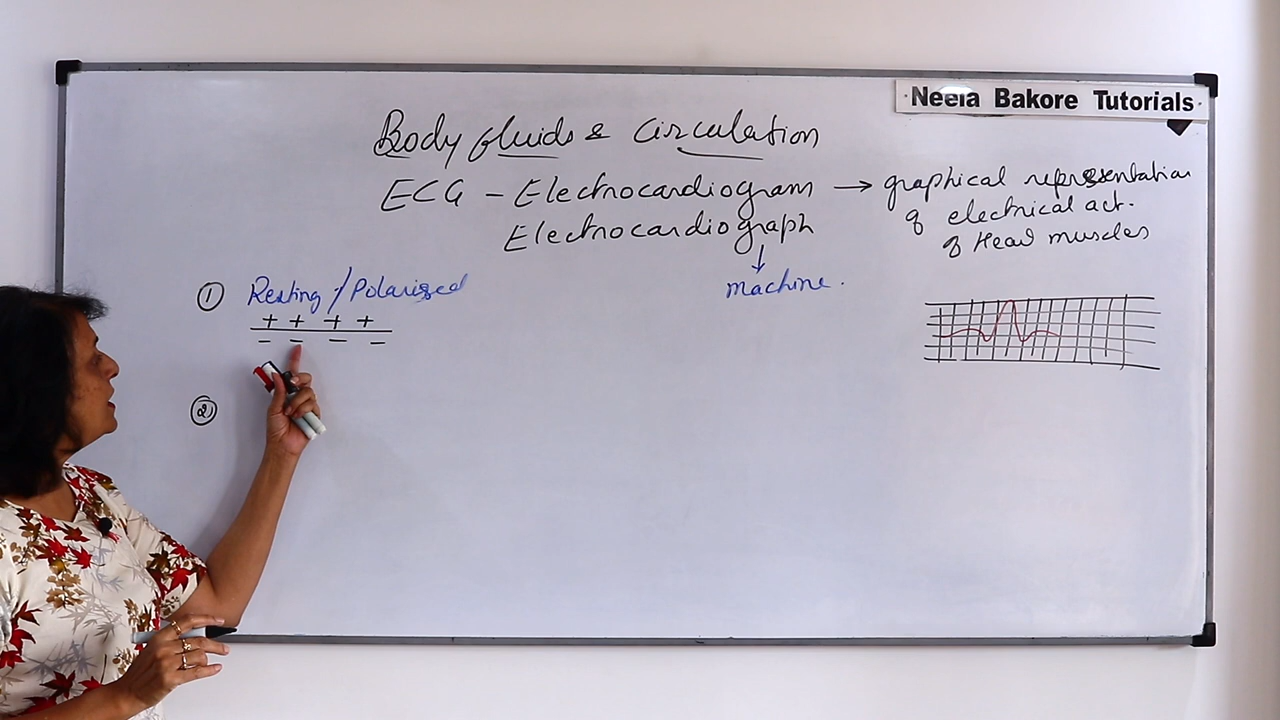 Neela Bakore Tutorials
Body fluids & Circulation
ECG - Electrocardiogram → graphical representation
of electrical act.
of Heart muscles
Electrocardiograph
↓
machine.
① Resting / Polarized
+ + + +
- - - -
②